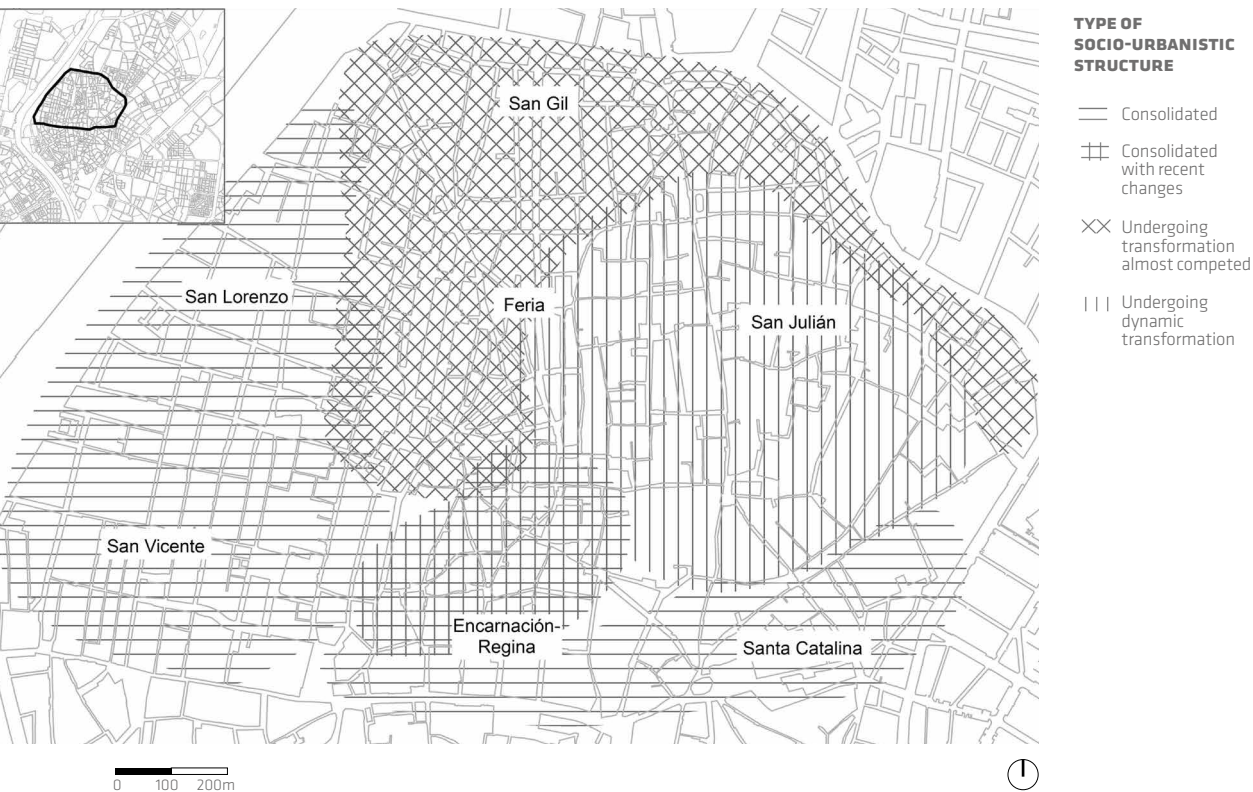 San Gil
San Lorenzo
Feria
San Julián
San Vicente
Encarnación-
Regina
Santa Catalina
0 100 200m
TYPE OF
SOCIO-URBANISTIC
STRUCTURE
Consolidated
Consolidated
with recent
changes
Undergoing
transformation
almost competed
Undergoing
dynamic
transformation